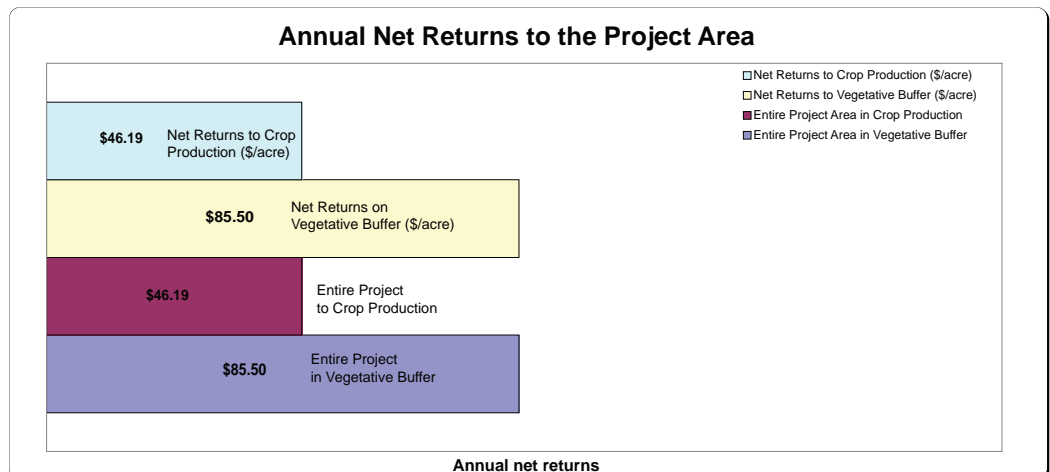 Annual Net Returns to the Project Area
Net Returns to Crop Production ($/acre)
Net Returns to Vegetative Buffer ($/acre)
Entire Project Area in Crop Production
Entire Project Area in Vegetative Buffer
$46.19
Net Returns to Crop
Production ($/acre)
$85.50
Net Returns on
Vegetative Buffer ($/acre)
$46.19
Entire Project
to Crop Production
$85.50
Entire Project
in Vegetative Buffer
Annual net returns